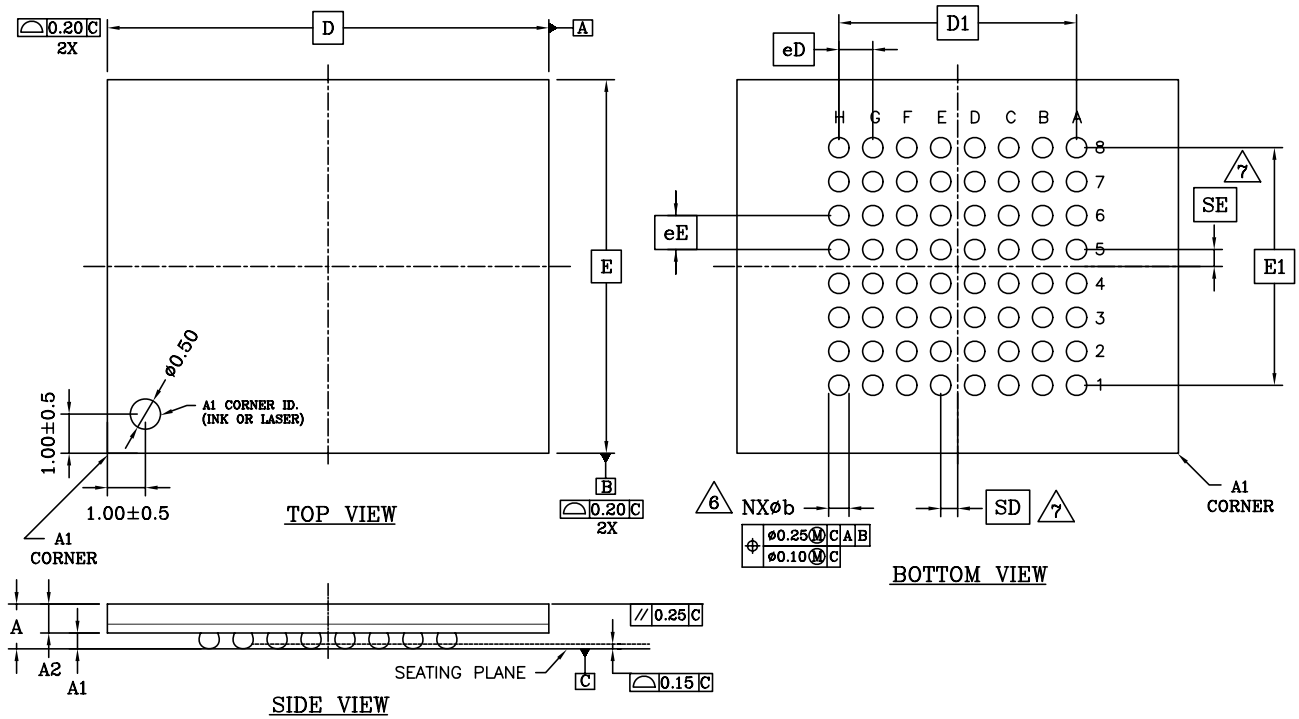 ⌓ 0.20 C
2X
D
A
E
ø0.50
A1 CORNER ID.
(INK OR LASER)
1.00±0.5
1.00±0.5
A1
CORNER
TOP VIEW
B
⌓ 0.20 C
2X
D1
eD
H G F E D C B A
8
7
6
5
4
3
2
1
7
SE
eE
E1
6 NXøb
⌖ ø0.25 Ⓜ C A B
ø0.10 Ⓜ C
SD 7
A1
CORNER
BOTTOM VIEW
A
A2
A1
// 0.25 C
SEATING PLANE
C
⌓ 0.15 C
SIDE VIEW